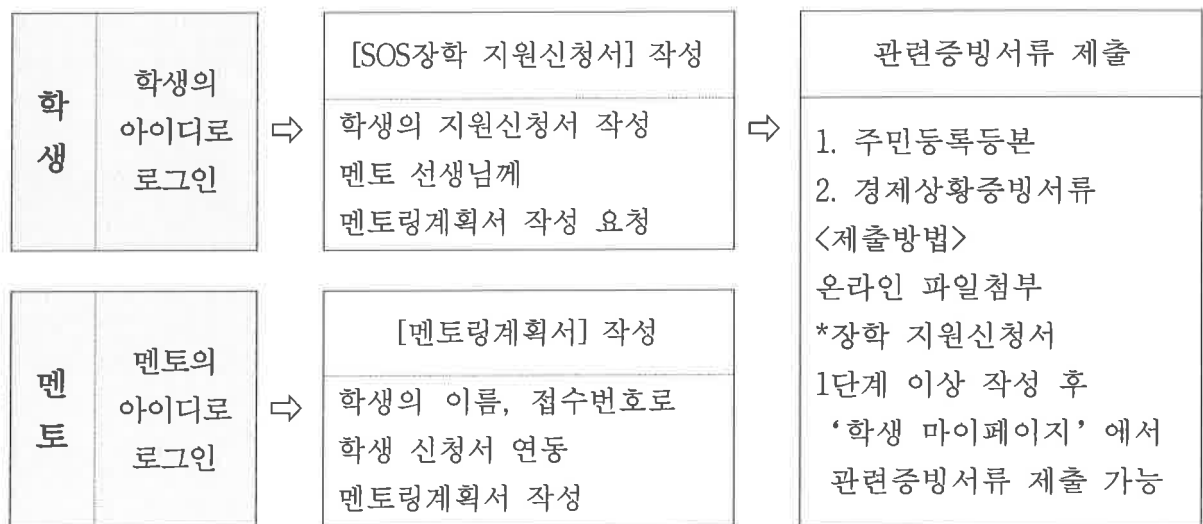 학생
학생의
아이디로
로그인
[SOS장학 지원신청서] 작성
학생의 지원신청서 작성
멘토 선생님께
멘토링계획서 작성 요청
멘토
멘토의
아이디로
로그인
[멘토링계획서] 작성
학생의 이름, 접수번호로
학생 신청서 연동
멘토링계획서 작성
관련증빙서류 제출
1. 주민등록등본
2. 경제상황증빙서류
<제출방법>
온라인 파일첨부
*장학 지원신청서
1단계 이상 작성 후
‘학생 마이페이지’ 에서
관련증빙서류 제출 가능